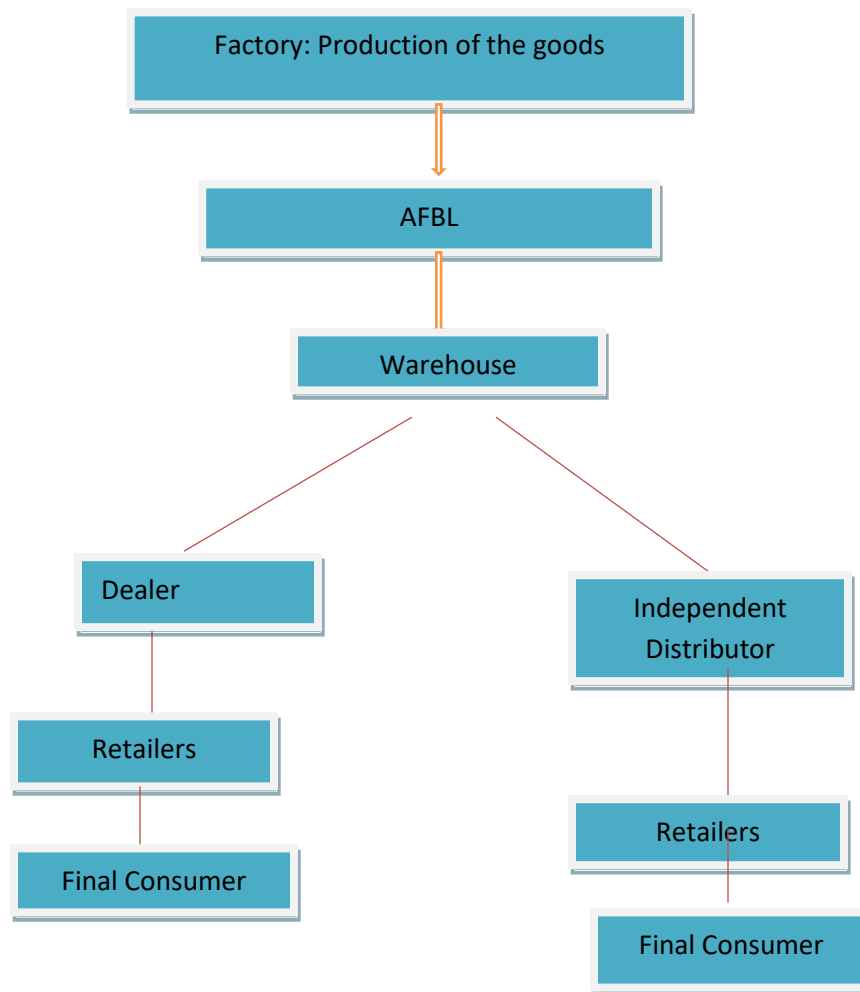 Factory: Production of the goods
AFBL
Warehouse
Dealer
Independent
Distributor
Retailers
Retailers
Final Consumer
Final Consumer